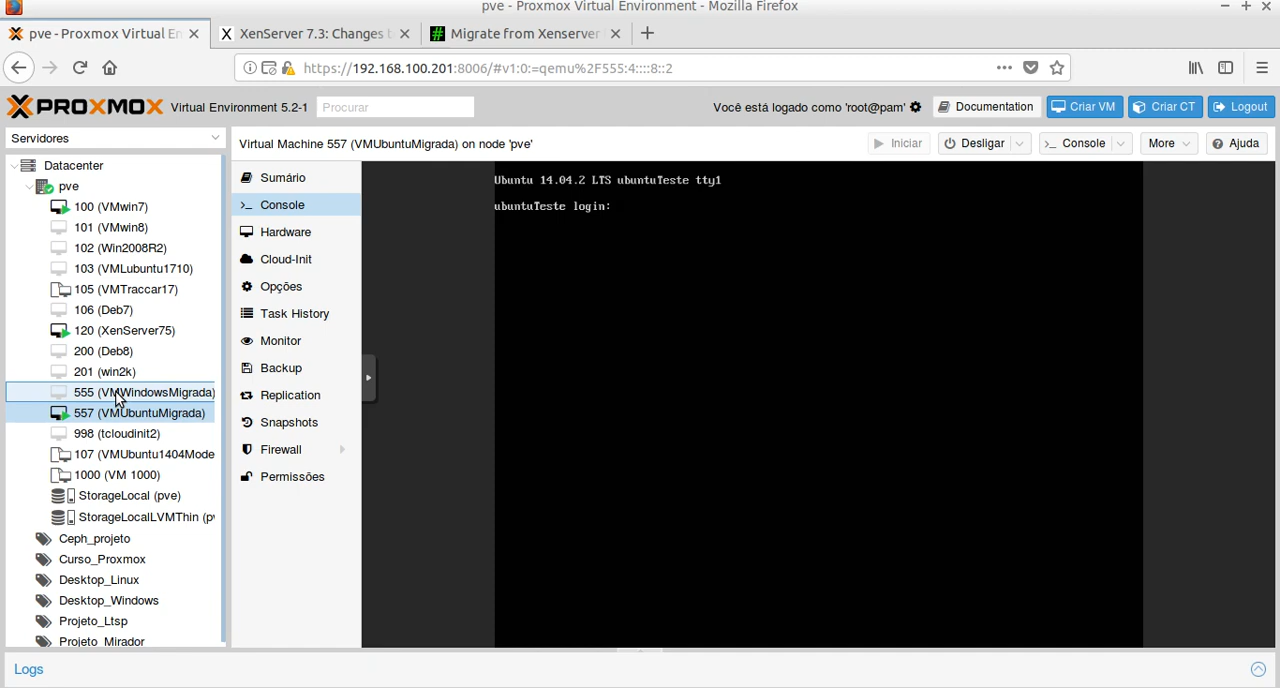 pve - Proxmox Virtual Environment - Mozilla Firefox
pve - Proxmox Virtual En
XenServer 7.3: Changes
Migrate from Xenserver
https://192.168.100.201:8006/#v1:0:=qemu%2F555:4::::8::2
PROXMOX Virtual Environment 5.2-1 Procurar Você está logado como 'root@pam' Documentation Criar VM Criar CT Logout
Servidores
Virtual Machine 557 (VMUbuntuMigrada) on node 'pve' Iniciar Desligar Console More Ajuda
Datacenter
pve
100 (VMwin7)
101 (VMwin8)
102 (Win2008R2)
103 (VMLubuntu1710)
105 (VMTraccar17)
106 (Deb7)
120 (XenServer75)
200 (Deb8)
201 (win2k)
555 (VMWindowsMigrada)
557 (VMUbuntuMigrada)
998 (tcloudinit2)
107 (VMUbuntu1404Mode
1000 (VM 1000)
StorageLocal (pve)
StorageLocalLVMThin (pv
Ceph_projeto
Curso_Proxmox
Desktop_Linux
Desktop_Windows
Projeto_Ltsp
Projeto_Mirador
Sumário
Console
Hardware
Cloud-Init
Opções
Task History
Monitor
Backup
Replication
Snapshots
Firewall
Permissões
Ubuntu 14.04.2 LTS ubuntuTeste tty1
ubuntuTeste login:
Logs